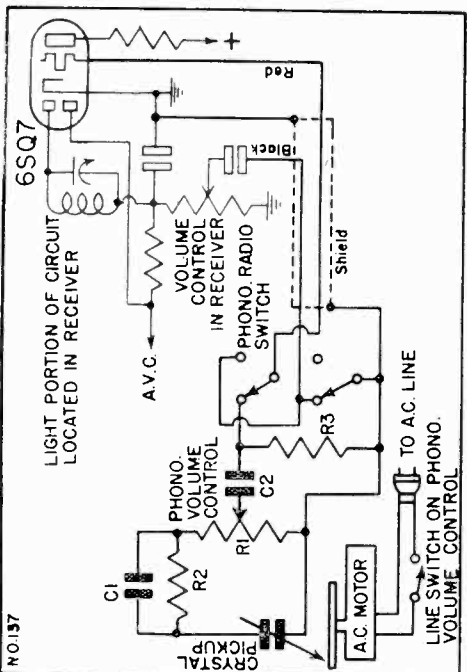 NO.137
6SQ7
LIGHT PORTION OF CIRCUIT
LOCATED IN RECEIVER
+
Red
Black
Shield
A.V.C.
VOLUME
CONTROL
IN RECEIVER
PHONO. RADIO
SWITCH
PHONO.
VOLUME
CONTROL
C1
R2
R1
C2
R3
CRYSTAL
PICKUP
A.C. MOTOR
TO A.C. LINE
LINE SWITCH ON PHONO.
VOLUME CONTROL